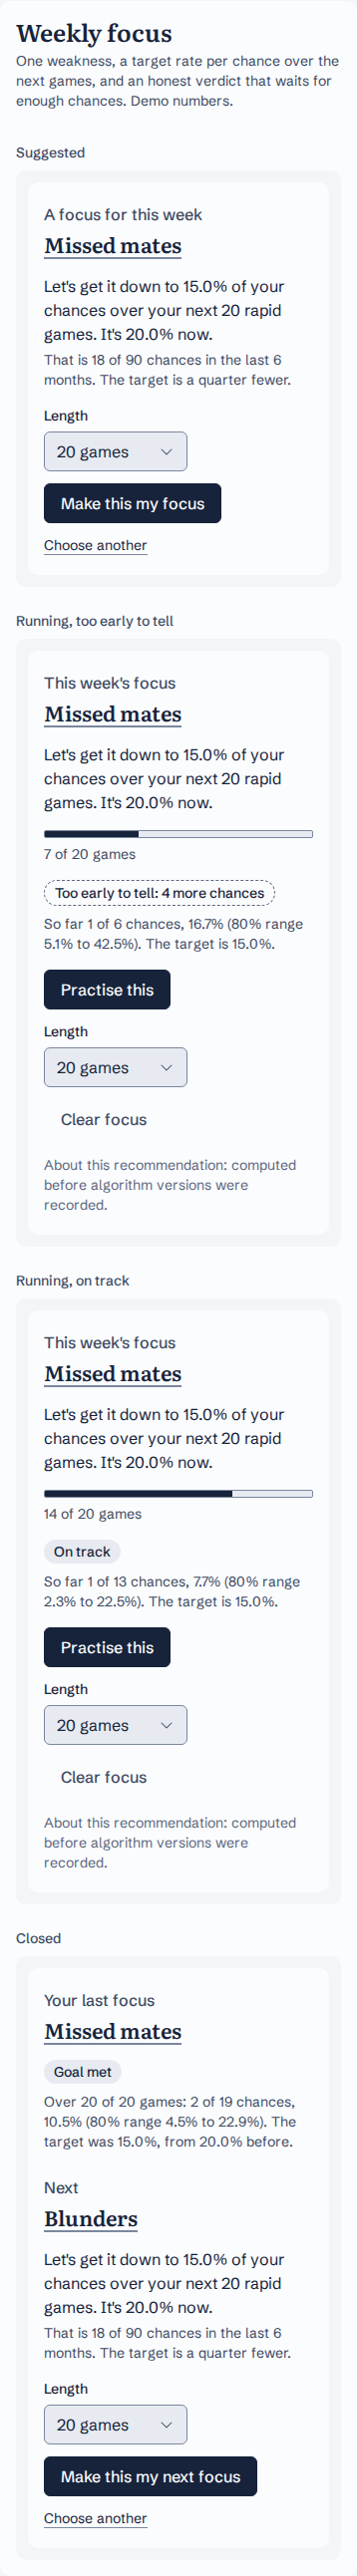 Weekly focus
One weakness, a target rate per chance over the
next games, and an honest verdict that waits for
enough chances. Demo numbers.
Suggested
A focus for this week
Missed mates
Let's get it down to 15.0% of your
chances over your next 20 rapid
games. It's 20.0% now.
That is 18 of 90 chances in the last 6
months. The target is a quarter fewer.
Length
20 games
Make this my focus
Choose another
Running, too early to tell
This week's focus
Missed mates
Let's get it down to 15.0% of your
chances over your next 20 rapid
games. It's 20.0% now.
7 of 20 games
Too early to tell: 4 more chances
So far 1 of 6 chances, 16.7% (80% range
5.1% to 42.5%). The target is 15.0%.
Practise this
Length
20 games
Clear focus
About this recommendation: computed
before algorithm versions were
recorded.
Running, on track
This week's focus
Missed mates
Let's get it down to 15.0% of your
chances over your next 20 rapid
games. It's 20.0% now.
14 of 20 games
On track
So far 1 of 13 chances, 7.7% (80% range
2.3% to 22.5%). The target is 15.0%.
Practise this
Length
20 games
Clear focus
About this recommendation: computed
before algorithm versions were
recorded.
Closed
Your last focus
Missed mates
Goal met
Over 20 of 20 games: 2 of 19 chances,
10.5% (80% range 4.5% to 22.9%). The
target was 15.0%, from 20.0% before.
Next
Blunders
Let's get it down to 15.0% of your
chances over your next 20 rapid
games. It's 20.0% now.
That is 18 of 90 chances in the last 6
months. The target is a quarter fewer.
Length
20 games
Make this my next focus
Choose another